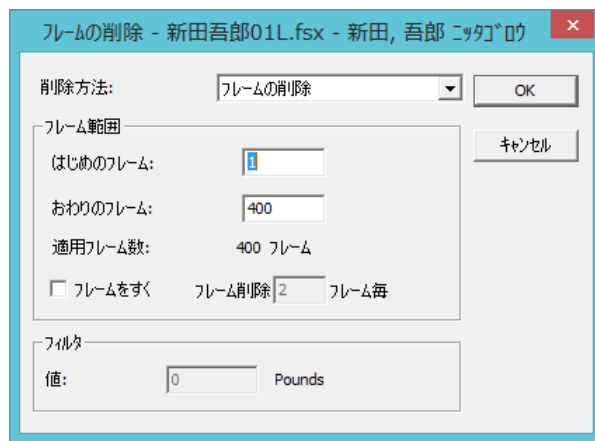 フレームの削除 - 新田吾郎01L.fsx - 新田, 吾郎 ニッタゴロウ
削除方法: フレームの削除 OK
フレーム範囲 キャンセル
はじめのフレーム: 1
おわりのフレーム: 400
適用フレーム数: 400 フレーム
フレームをすく フレーム削除 2 フレーム毎
フィルタ
値: 0 Pounds